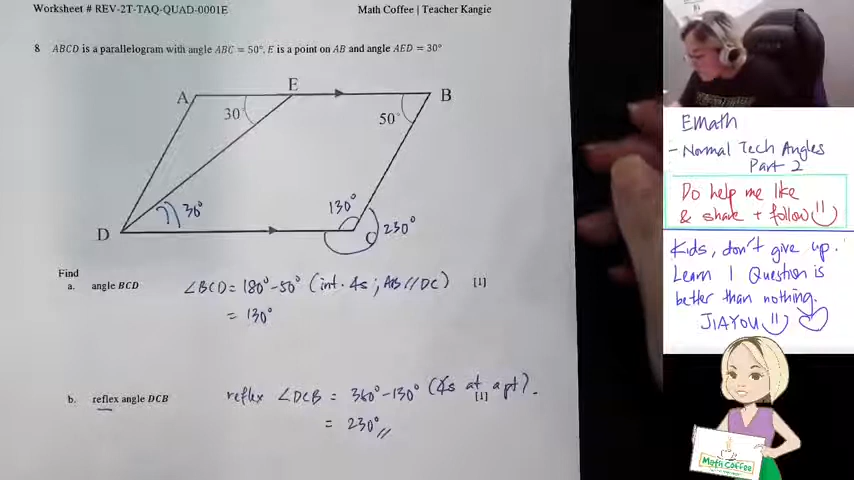 Worksheet # REV-2T-TAQ-QUAD-0001E
Math Coffee | Teacher Kangie
8 ABCD is a parallelogram with angle ABC = 50°. E is a point on AB and angle AED = 30°
A
E
B
30°
50°
30°
130°
230°
D
C
Find
a. angle BCD
∠BCD = 180° - 50° (int. ∠s ; AB // DC) [1]
= 130°
b. reflex angle DCB
reflex ∠DCB = 360° - 130° (∠s at a pt).
[1]
= 230° //
Emath
- Normal Tech Angles
Part 2
Do help me like
& share + follow
Kids, don't give up.
Learn 1 Question is
better than nothing.
JIAYOU
Math Coffee